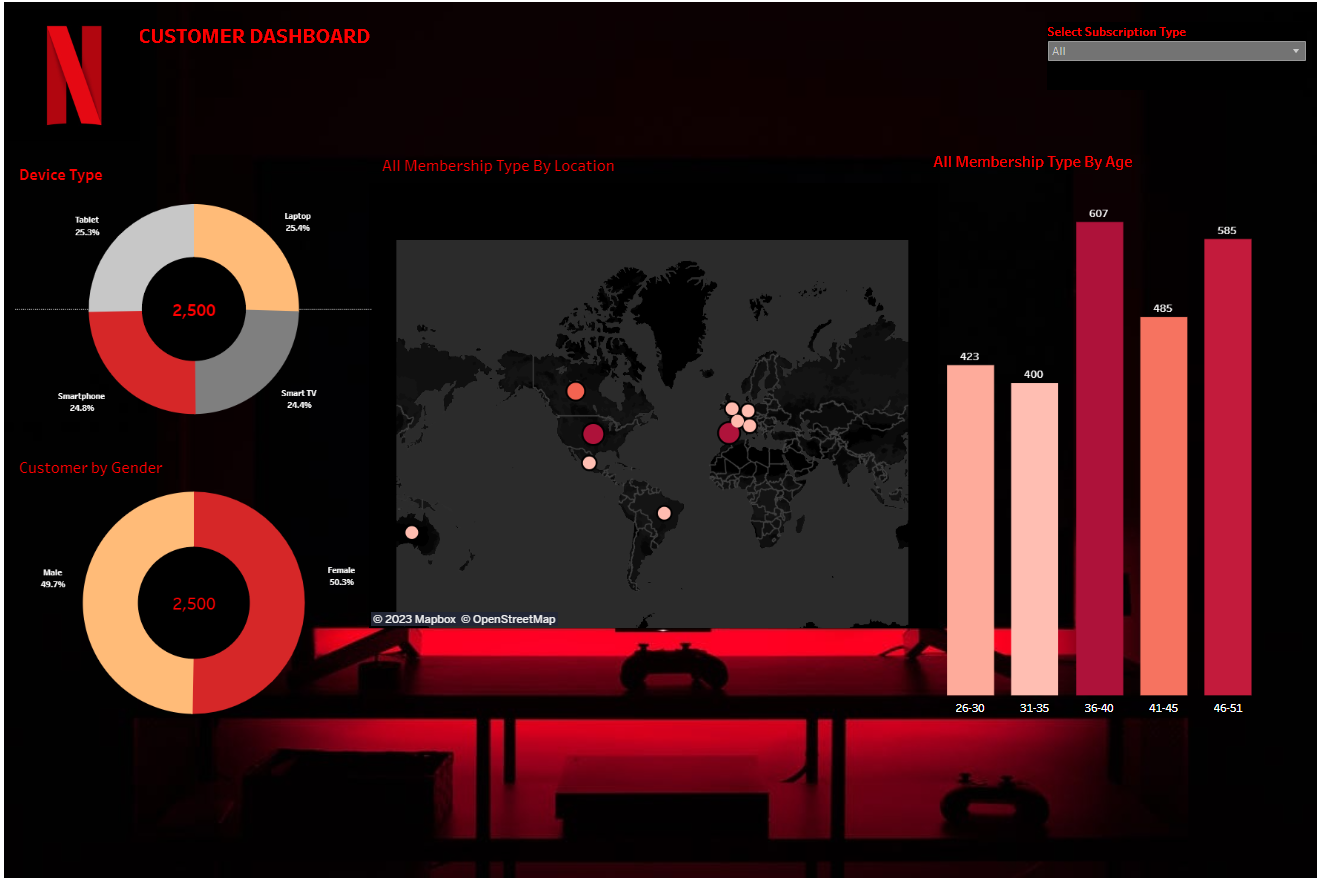 CUSTOMER DASHBOARD
Select Subscription Type
All
Device Type
Tablet
25.3%
Laptop
25.4%
2,500
Smartphone
24.8%
Smart TV
24.4%
Customer by Gender
Male
49.7%
2,500
Female
50.3%
All Membership Type By Location
© 2023 Mapbox © OpenStreetMap
All Membership Type By Age
607
585
485
423
400
26-30
31-35
36-40
41-45
46-51